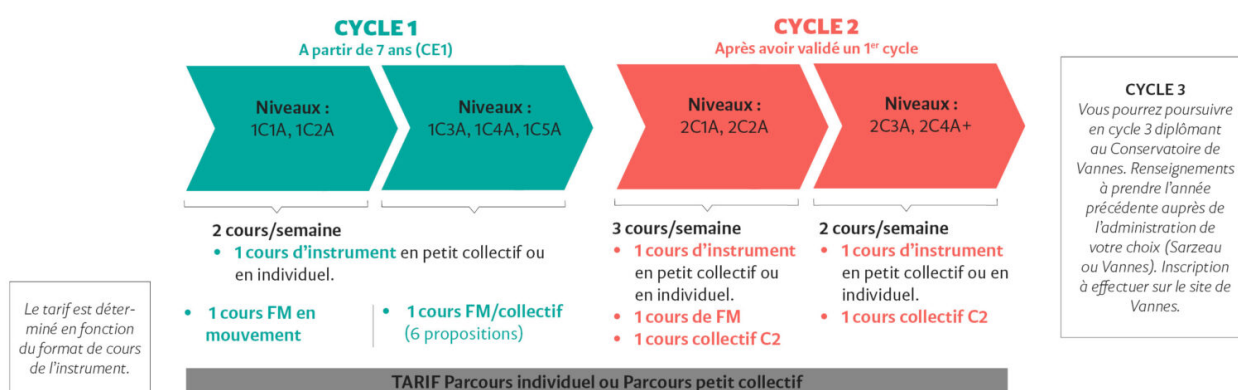 CYCLE 1
A partir de 7 ans (CE1)
Niveaux :
1C1A, 1C2A
Niveaux :
1C3A, 1C4A, 1C5A
2 cours/semaine
• 1 cours d’instrument en petit collectif ou
en individuel.
• 1 cours FM en
mouvement
• 1 cours FM/collectif
(6 propositions)
CYCLE 2
Après avoir validé un 1er cycle
Niveaux :
2C1A, 2C2A
Niveaux :
2C3A, 2C4A+
3 cours/semaine
• 1 cours d’instrument
en petit collectif ou
en individuel.
• 1 cours de FM
• 1 cours collectif C2
2 cours/semaine
• 1 cours d’instrument
en petit collectif ou en
individuel.
• 1 cours collectif C2
CYCLE 3
Vous pourrez poursuivre
en cycle 3 diplômant
au Conservatoire de
Vannes. Renseignements
à prendre l’année
précédente auprès de
l’administration de
votre choix (Sarzeau
ou Vannes). Inscription
à effectuer sur le site de
Vannes.
Le tarif est déter-
miné en fonction
du format de cours
de l’instrument.
TARIF Parcours individuel ou Parcours petit collectif